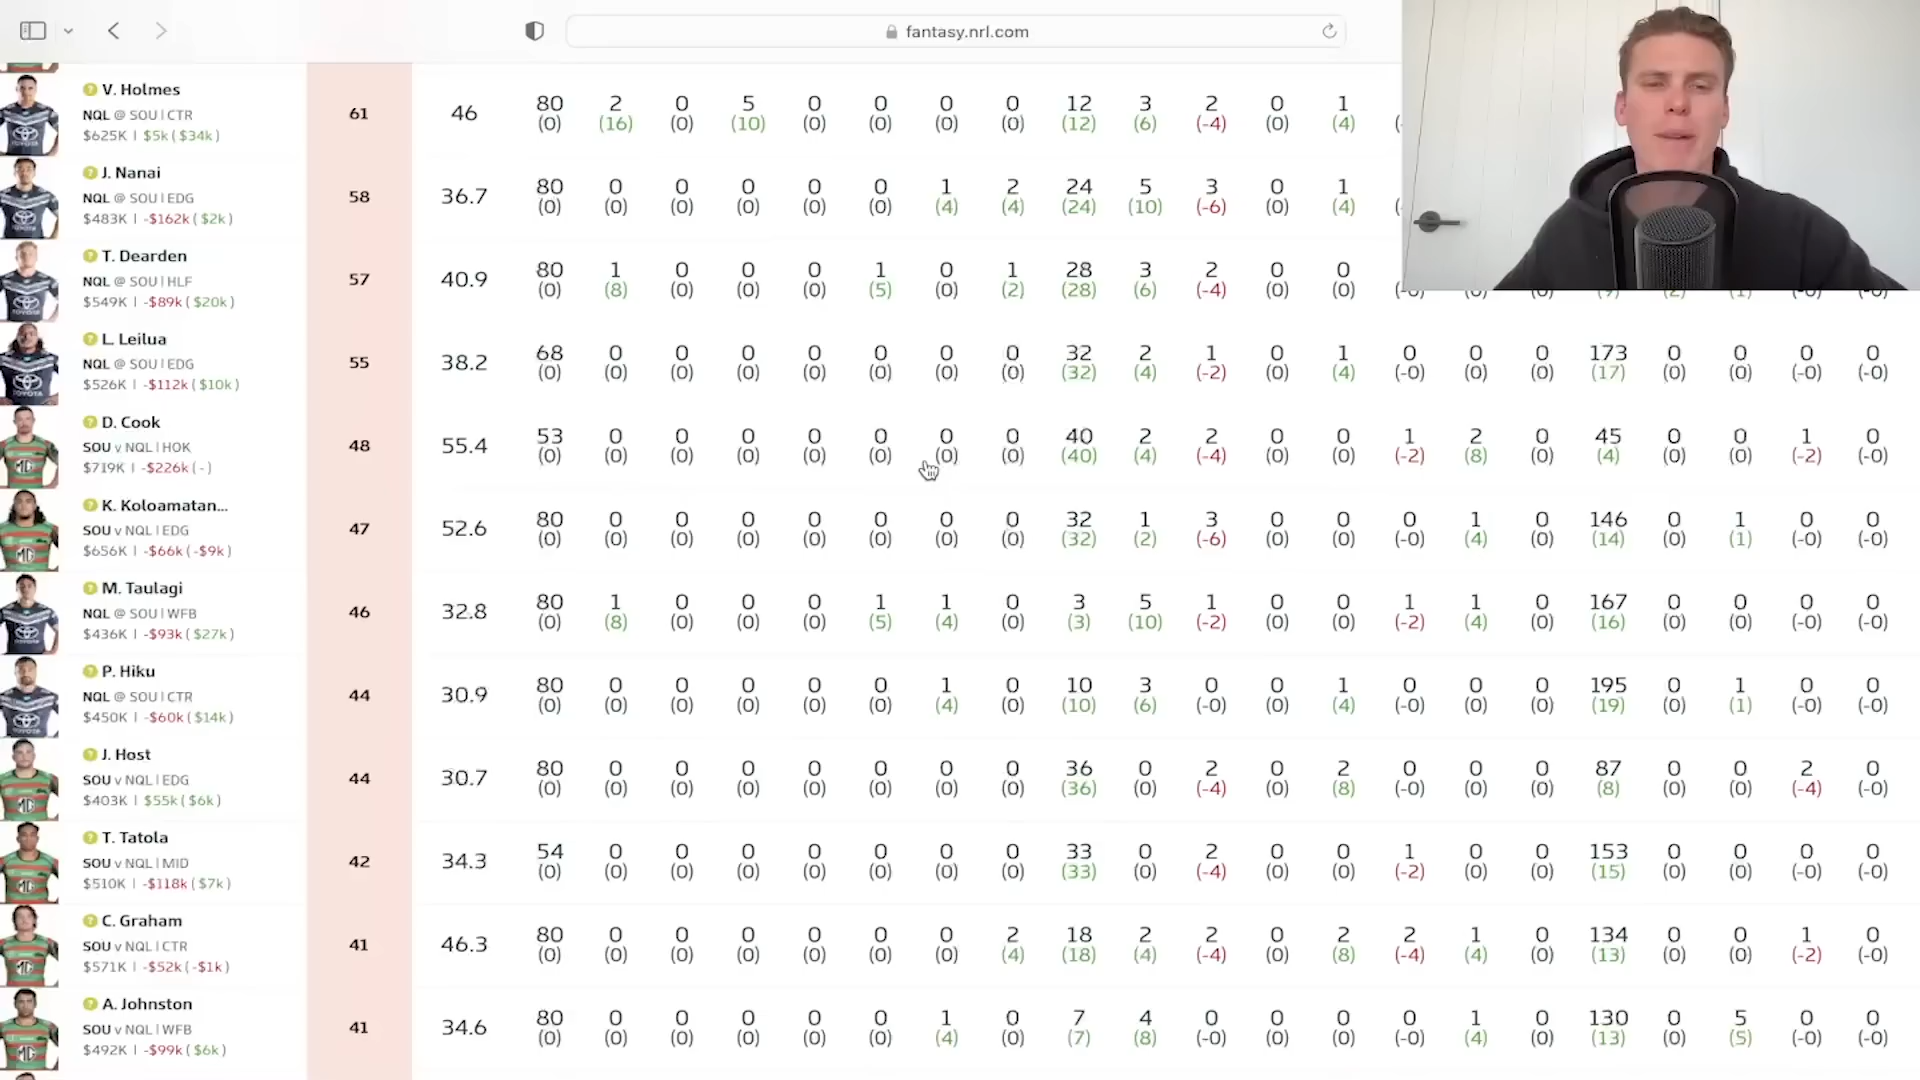 fantasy.nrl.com
V. Holmes
NQL @ SOU | CTR
$625K | $5k ( $34k )
61 46 80 2 0 5 0 0 0 0 12 3 2 0 1
(0) (16) (0) (10) (0) (0) (0) (0) (12) (6) (-4) (0) (4)
J. Nanai
NQL @ SOU | EDG
$483K | -$162k ( $2k )
58 36.7 80 0 0 0 0 0 1 2 24 5 3 0 1
(0) (0) (0) (0) (0) (0) (4) (4) (24) (10) (-6) (0) (4)
T. Dearden
NQL @ SOU | HLF
$549K | -$89k ( $20k )
57 40.9 80 1 0 0 0 1 0 1 28 3 2 0 0
(0) (8) (0) (0) (0) (5) (0) (2) (28) (6) (-4) (0) (0)
L. Leilua
NQL @ SOU | EDG
$526K | -$112k ( $10k )
55 38.2 68 0 0 0 0 0 0 0 32 2 1 0 1 0 0 0 173 0 0 0 0
(0) (0) (0) (0) (0) (0) (0) (0) (32) (4) (-2) (0) (4) (-0) (0) (0) (17) (0) (0) (-0) (-0)
D. Cook
SOU v NQL | HOK
$719K | -$226k ( - )
48 55.4 53 0 0 0 0 0 0 0 40 2 2 0 0 1 2 0 45 0 0 1 0
(0) (0) (0) (0) (0) (0) (0) (0) (40) (4) (-4) (0) (0) (-2) (8) (0) (4) (0) (0) (-2) (-0)
K. Koloamatan...
SOU v NQL | EDG
$656K | -$66k ( -$9k )
47 52.6 80 0 0 0 0 0 0 0 32 1 3 0 0 0 1 0 146 0 1 0 0
(0) (0) (0) (0) (0) (0) (0) (0) (32) (2) (-6) (0) (0) (-0) (4) (0) (14) (0) (1) (-0) (-0)
M. Taulagi
NQL @ SOU | WFB
$436K | -$93k ( $27k )
46 32.8 80 1 0 0 0 1 1 0 3 5 1 0 0 1 1 0 167 0 0 0 0
(0) (8) (0) (0) (0) (5) (4) (0) (3) (10) (-2) (0) (0) (-2) (4) (0) (16) (0) (0) (-0) (-0)
P. Hiku
NQL @ SOU | CTR
$450K | -$60k ( $14k )
44 30.9 80 0 0 0 0 0 1 0 10 3 0 0 1 0 0 0 195 0 1 0 0
(0) (0) (0) (0) (0) (0) (4) (0) (10) (6) (-0) (0) (4) (-0) (0) (0) (19) (0) (1) (-0) (-0)
J. Host
SOU v NQL | EDG
$403K | $55k ( $6k )
44 30.7 80 0 0 0 0 0 0 0 36 0 2 0 2 0 0 0 87 0 0 2 0
(0) (0) (0) (0) (0) (0) (0) (0) (36) (0) (-4) (0) (8) (-0) (0) (0) (8) (0) (0) (-4) (-0)
T. Tatola
SOU v NQL | MID
$510K | -$118k ( $7k )
42 34.3 54 0 0 0 0 0 0 0 33 0 2 0 0 1 0 0 153 0 0 0 0
(0) (0) (0) (0) (0) (0) (0) (0) (33) (0) (-4) (0) (0) (-2) (0) (0) (15) (0) (0) (-0) (-0)
C. Graham
SOU v NQL | CTR
$571K | -$52k ( -$1k )
41 46.3 80 0 0 0 0 0 0 2 18 2 2 0 2 2 1 0 134 0 0 1 0
(0) (0) (0) (0) (0) (0) (0) (4) (18) (4) (-4) (0) (8) (-4) (4) (0) (13) (0) (0) (-2) (-0)
A. Johnston
SOU v NQL | WFB
$492K | -$99k ( $6k )
41 34.6 80 0 0 0 0 0 1 0 7 4 0 0 0 0 1 0 130 0 5 0 0
(0) (0) (0) (0) (0) (0) (4) (0) (7) (8) (-0) (0) (0) (-0) (4) (0) (13) (0) (5) (-0) (-0)